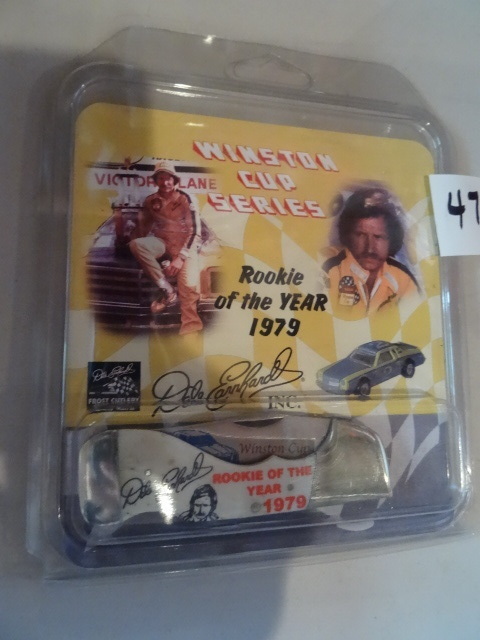 VICTORY LANE
WINSTON
CUP
SERIES
47
Rookie
of the YEAR
1979
Dale Earnhardt
INC.
FROST CUTLERY
Winston Cup
Dale Earnhardt
ROOKIE OF THE
YEAR
1979